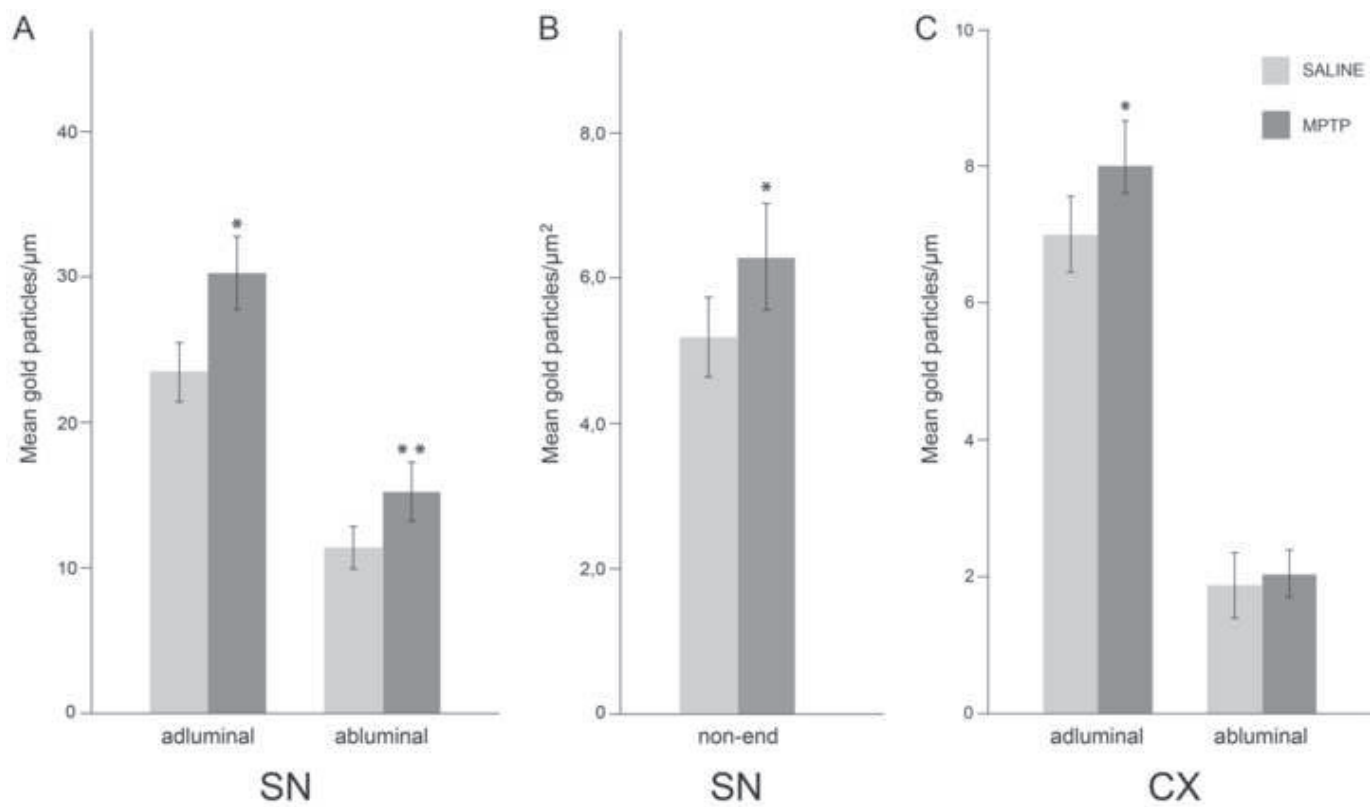 A
Mean gold particles/µm
40
30
20
10
0
*
**
adluminal
abluminal
SN
B
Mean gold particles/µm²
8,0
6,0
4,0
2,0
0
*
non-end
SN
C
Mean gold particles/µm
10
8
6
4
2
0
*
SALINE
MPTP
adluminal
abluminal
CX